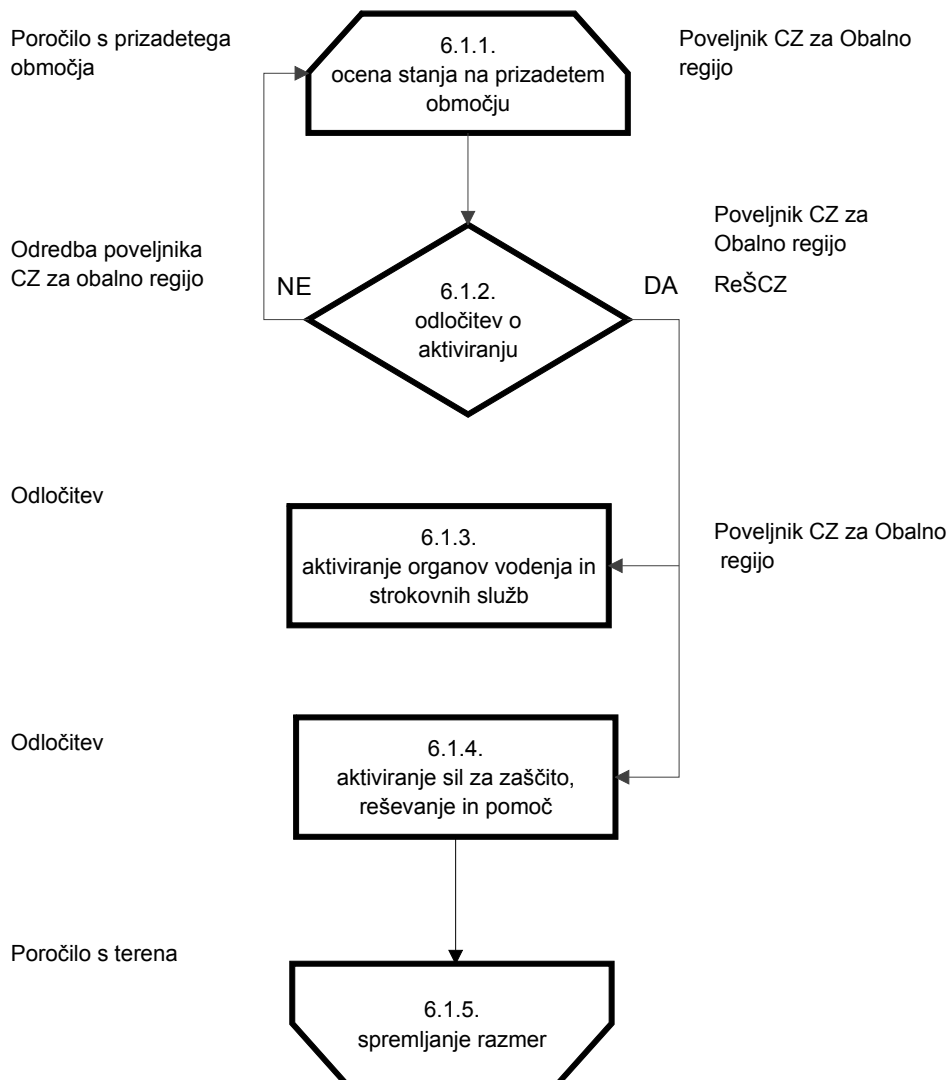 Poročilo s prizadetega
območja
6.1.1.
ocena stanja na prizadetem
območju
Poveljnik CZ za Obalno
regijo
Odredba poveljnika
CZ za obalno regijo
NE
6.1.2.
odločitev o
aktiviranju
DA
Poveljnik CZ za
Obalno regijo
ReŠCZ
Odločitev
6.1.3.
aktiviranje organov vodenja in
strokovnih služb
Poveljnik CZ za Obalno
regijo
Odločitev
6.1.4.
aktiviranje sil za zaščito,
reševanje in pomoč
Poročilo s terena
6.1.5.
spremljanje razmer